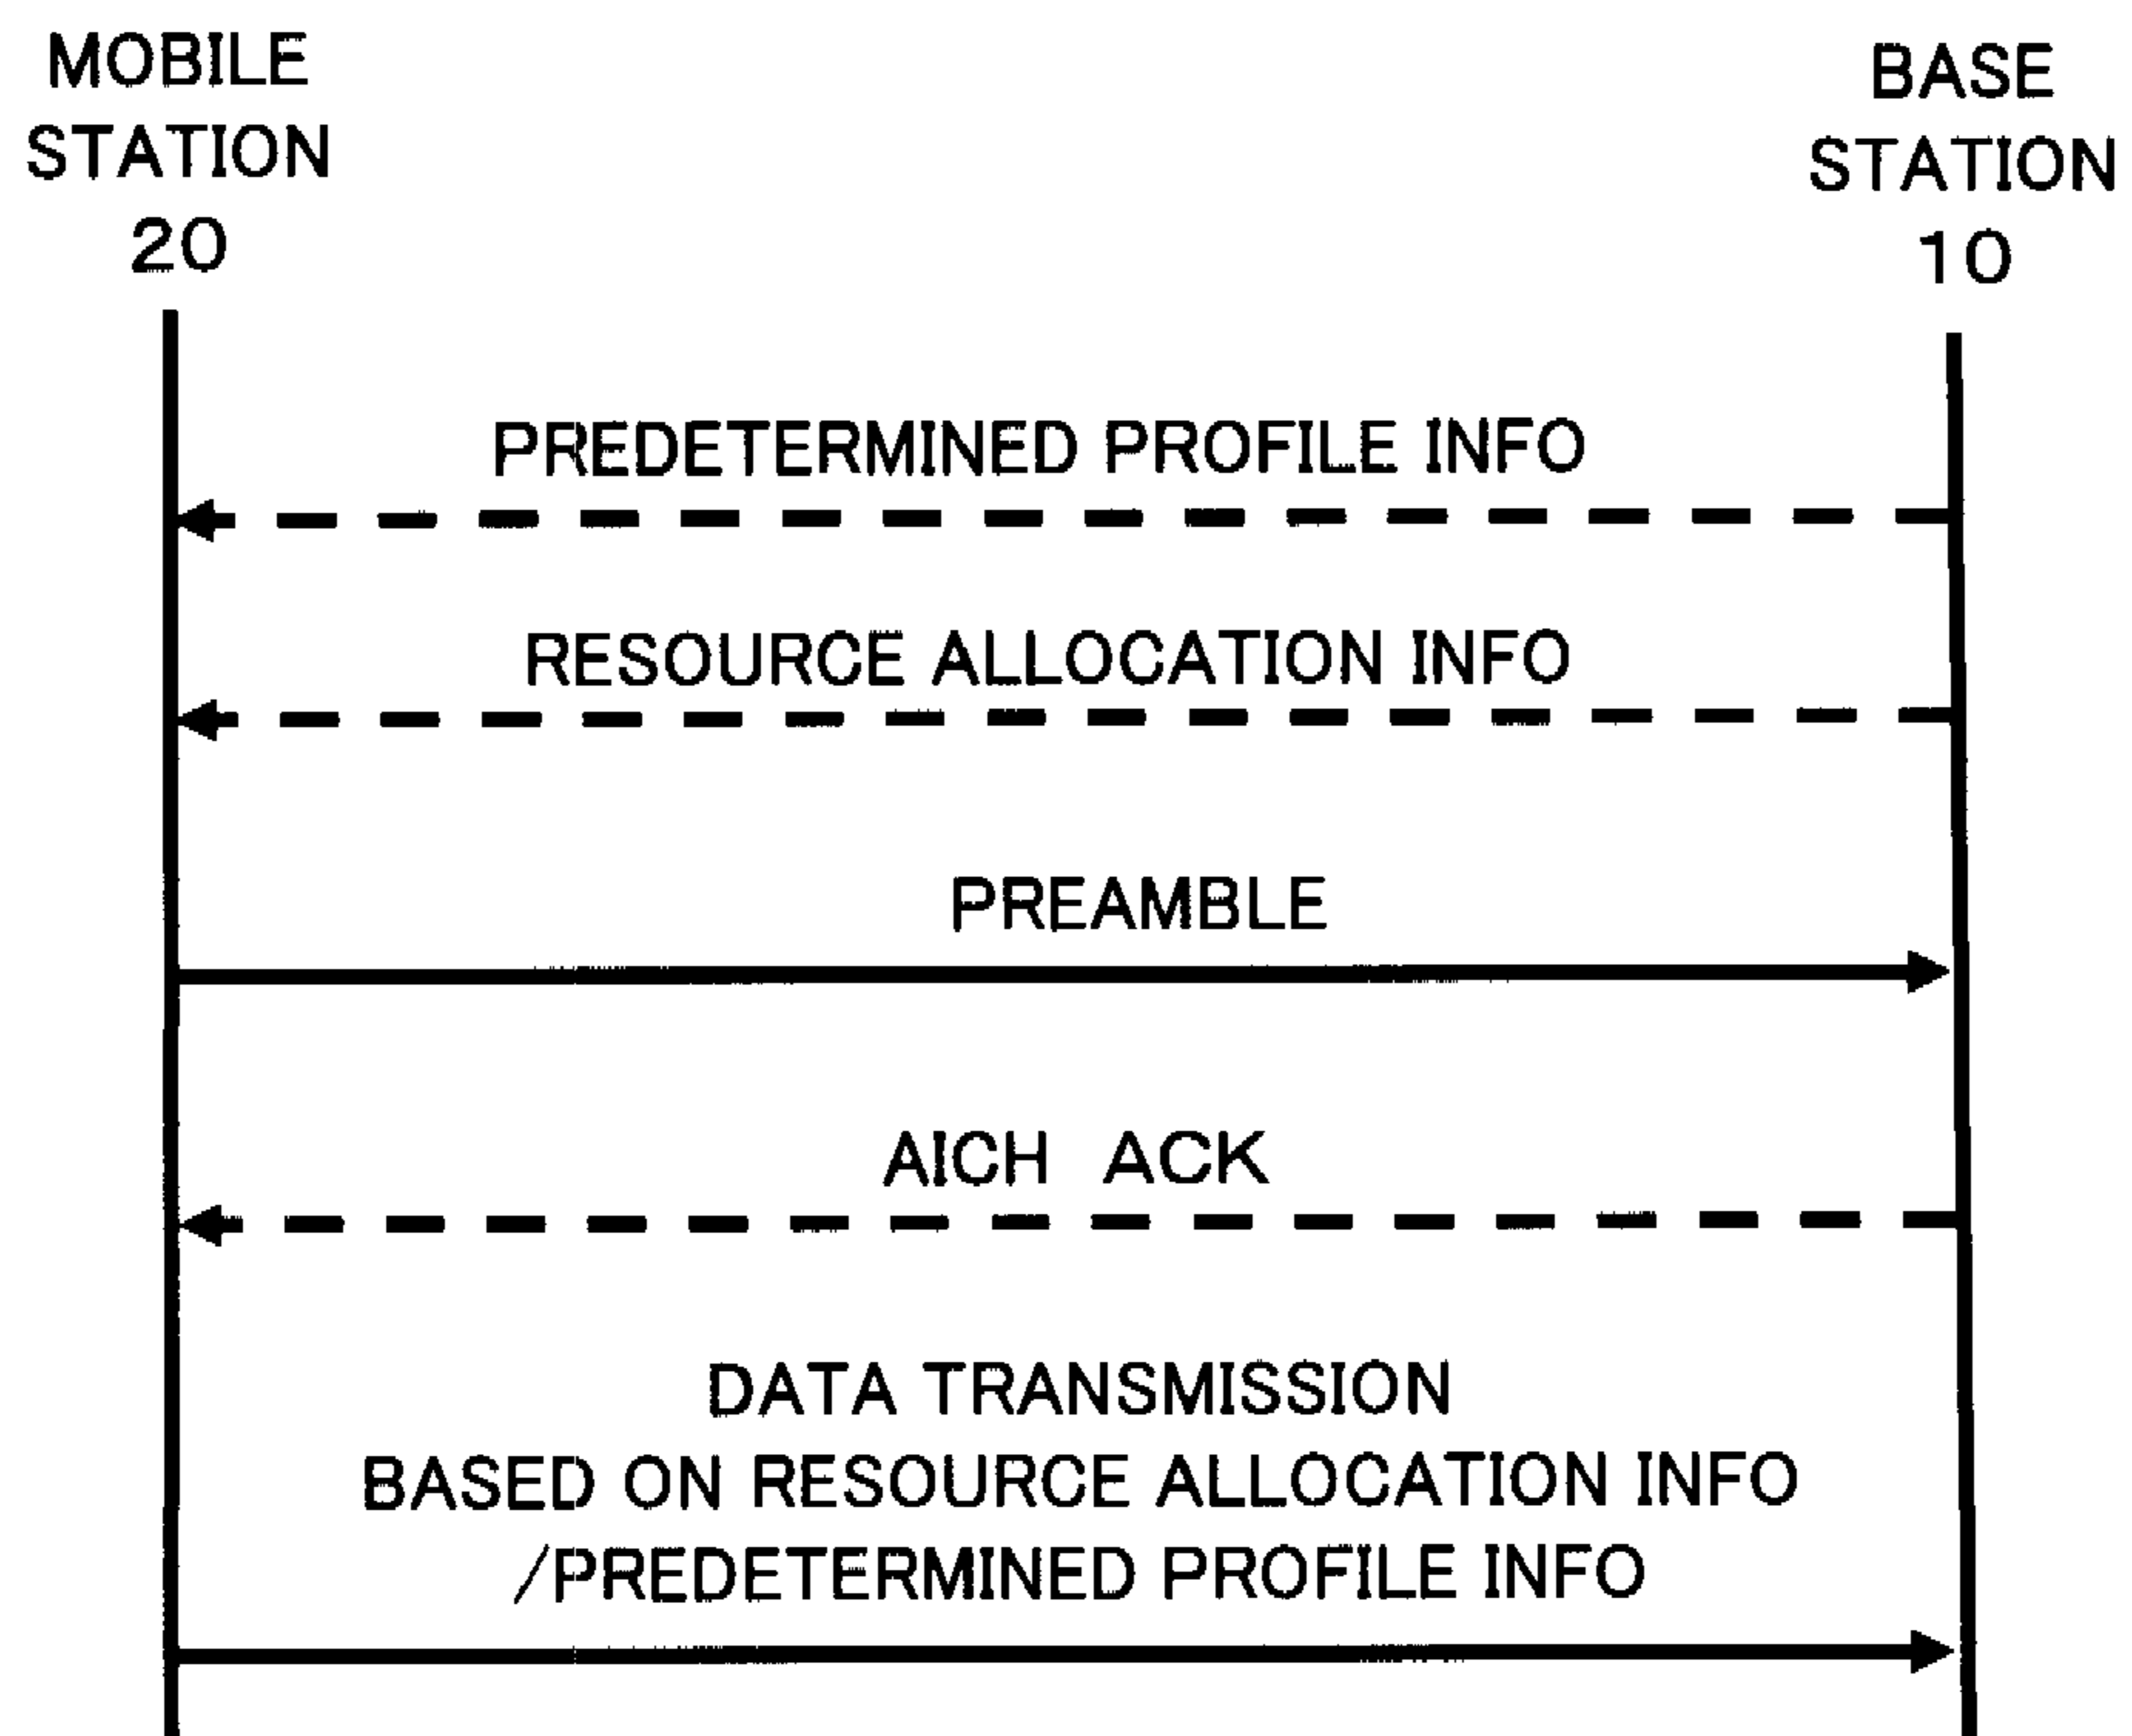 MOBILE
STATION
20
BASE
STATION
10
PREDETERMINED PROFILE INFO
RESOURCE ALLOCATION INFO
PREAMBLE
AICH ACK
DATA TRANSMISSION
BASED ON RESOURCE ALLOCATION INFO
/PREDETERMINED PROFILE INFO